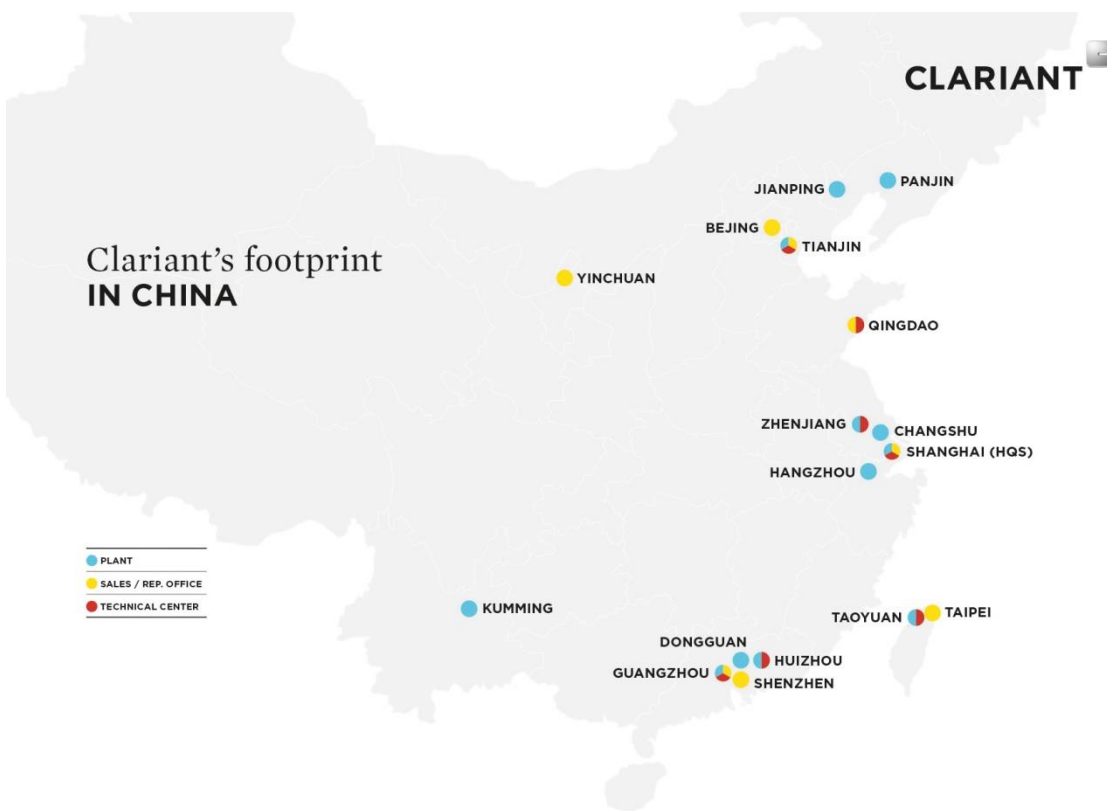 CLARIANT
JIANPING
PANJIN
BEJING
TIANJIN
Clariant's footprint
IN CHINA
YINCHUAN
QINGDAO
ZHENJIANG
CHANGSHU
SHANGHAI (HQS)
HANGZHOU
PLANT
SALES / REP. OFFICE
TECHNICAL CENTER
KUMMING
TAOYUAN
TAIPEI
DONGGUAN
HUIZHOU
GUANGZHOU
SHENZHEN